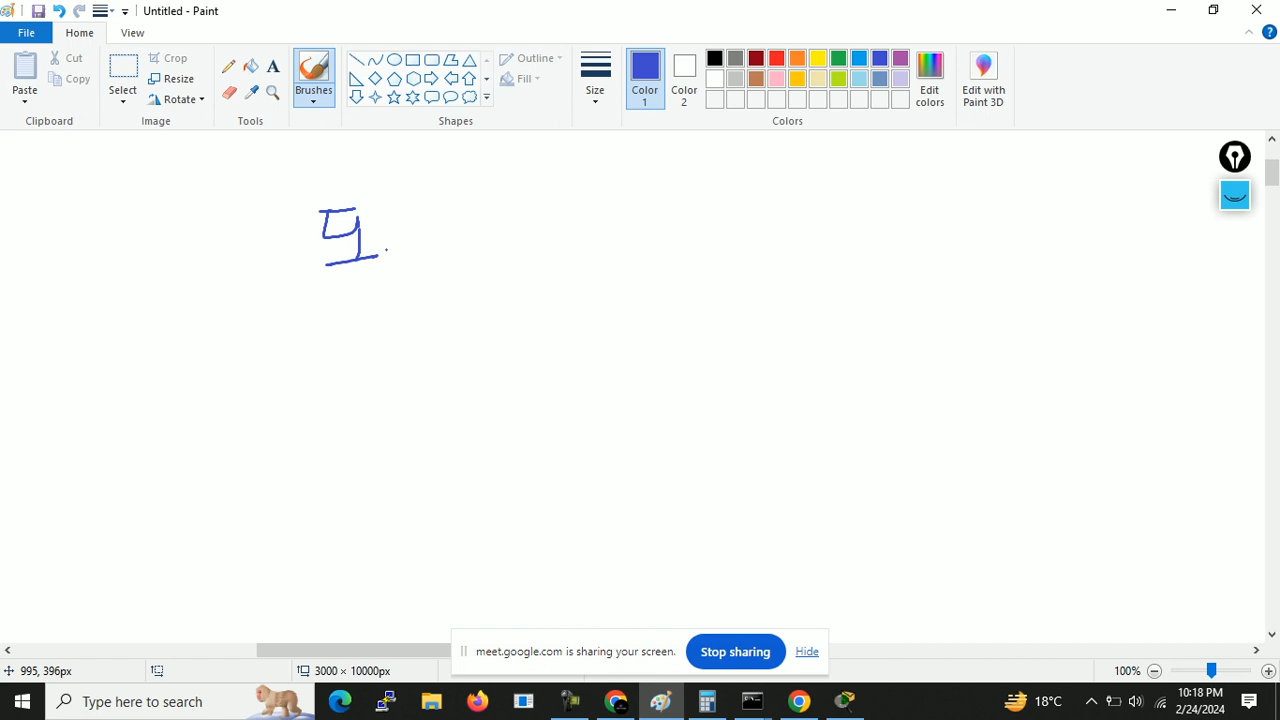 Untitled - Paint
File Home View
Paste Cut Copy Clipboard
Select Crop Resize Rotate Image
A Tools
Brushes
Shapes
Outline Fill
Size
Color 1 Color 2 Edit colors Colors
Edit with Paint 3D
meet.google.com is sharing your screen. Stop sharing Hide
995, 396px 3000 × 10000px 100%
Type here to search 18°C 10:18 PM
2/24/2024